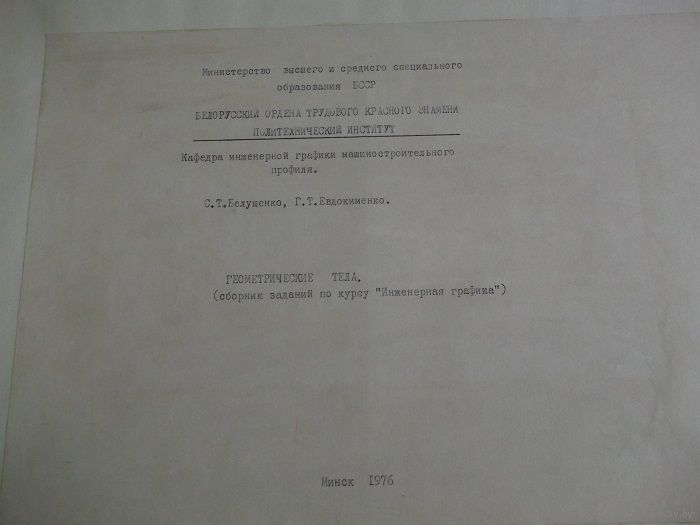 Министерство высшего и среднего специального
образования БССР
БЕЛОРУССКИЙ ОРДЕНА ТРУДОВОГО КРАСНОГО ЗНАМЕНИ
ПОЛИТЕХНИЧЕСКИЙ ИНСТИТУТ
Кафедра инженерной графики машиностроительного
профиля.
С.Т.Белущенко, Г.Т.Евдокименко.
ГЕОМЕТРИЧЕСКИЕ ТЕЛА.
(сборник заданий по курсу "Инженерная графика")
Минск 1976